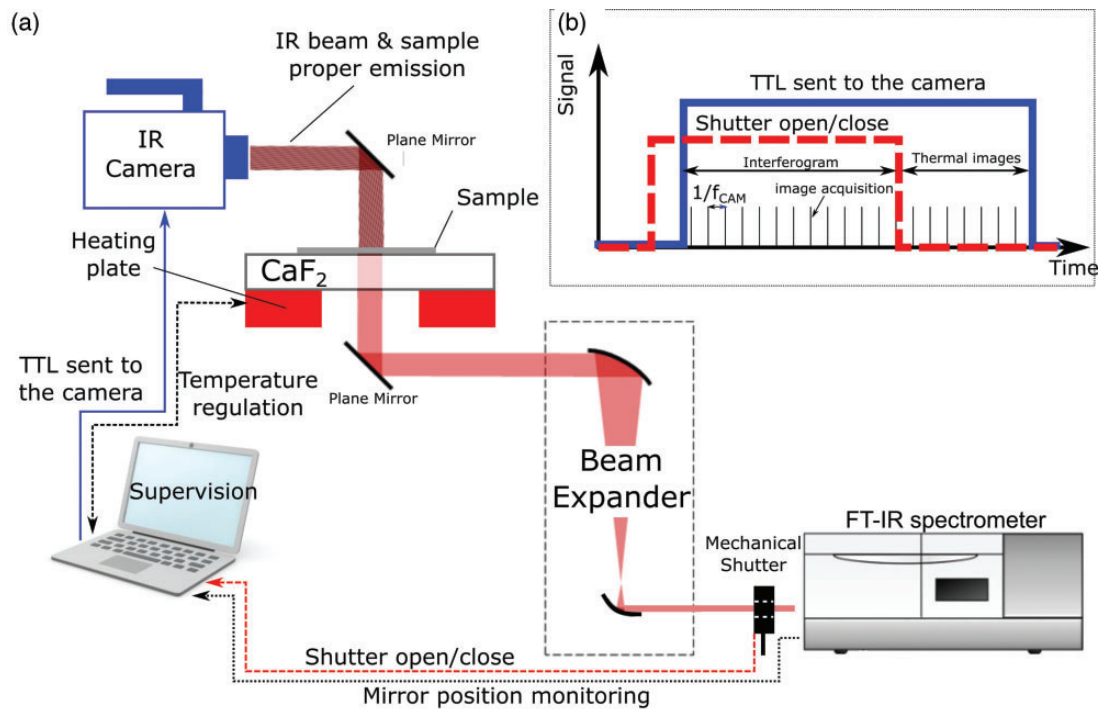 (a)
IR beam & sample
proper emission
IR
Camera
Plane Mirror
Sample
Heating
plate
CaF2
TTL sent to
the camera
Temperature
regulation
Plane Mirror
Supervision
Beam
Expander
Mechanical
Shutter
FT-IR spectrometer
Shutter open/close
Mirror position monitoring
(b)
Signal
TTL sent to the camera
Shutter open/close
Interferogram
Thermal images
1/fCAM
image acquisition
Time